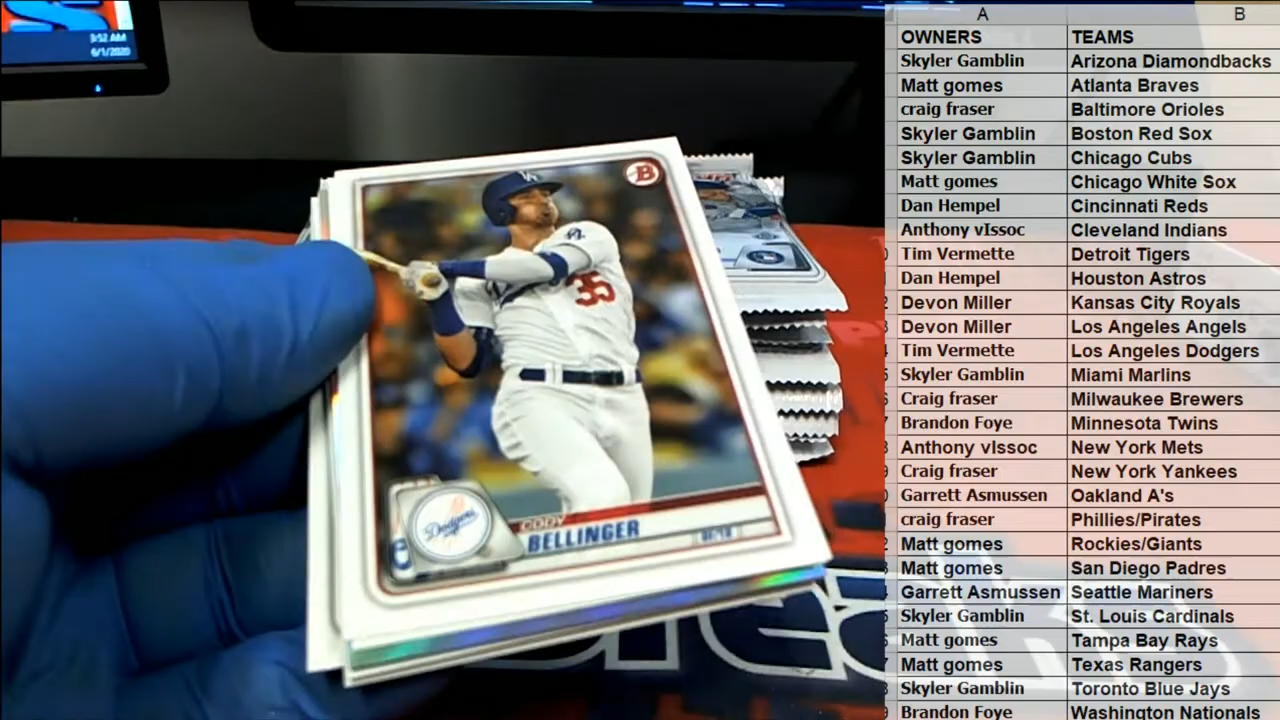 3:52 AM
6/1/2020
B
LA
35
Dodgers
CODY
BELLINGER
A B
OWNERS TEAMS
Skyler Gamblin Arizona Diamondbacks
Matt gomes Atlanta Braves
craig fraser Baltimore Orioles
Skyler Gamblin Boston Red Sox
Skyler Gamblin Chicago Cubs
Matt gomes Chicago White Sox
Dan Hempel Cincinnati Reds
Anthony vIssoc Cleveland Indians
Tim Vermette Detroit Tigers
Dan Hempel Houston Astros
Devon Miller Kansas City Royals
Devon Miller Los Angeles Angels
Tim Vermette Los Angeles Dodgers
Skyler Gamblin Miami Marlins
Craig fraser Milwaukee Brewers
Brandon Foye Minnesota Twins
Anthony vIssoc New York Mets
Craig fraser New York Yankees
Garrett Asmussen Oakland A's
craig fraser Phillies/Pirates
Matt gomes Rockies/Giants
Matt gomes San Diego Padres
Garrett Asmussen Seattle Mariners
Skyler Gamblin St. Louis Cardinals
Matt gomes Tampa Bay Rays
Matt gomes Texas Rangers
Skyler Gamblin Toronto Blue Jays
Brandon Foye Washington Nationals